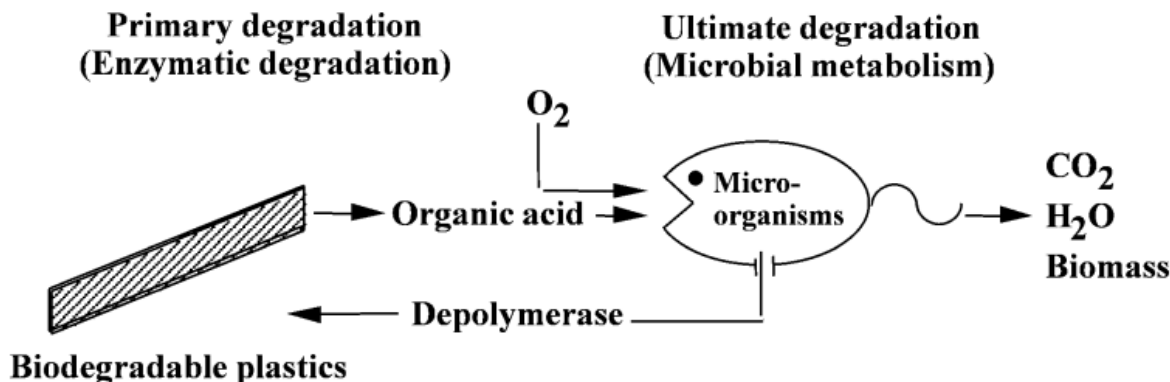 Primary degradation
(Enzymatic degradation)
Ultimate degradation
(Microbial metabolism)
O₂
Organic acid
Micro-
organisms
CO₂
H₂O
Biomass
Depolymerase
Biodegradable plastics